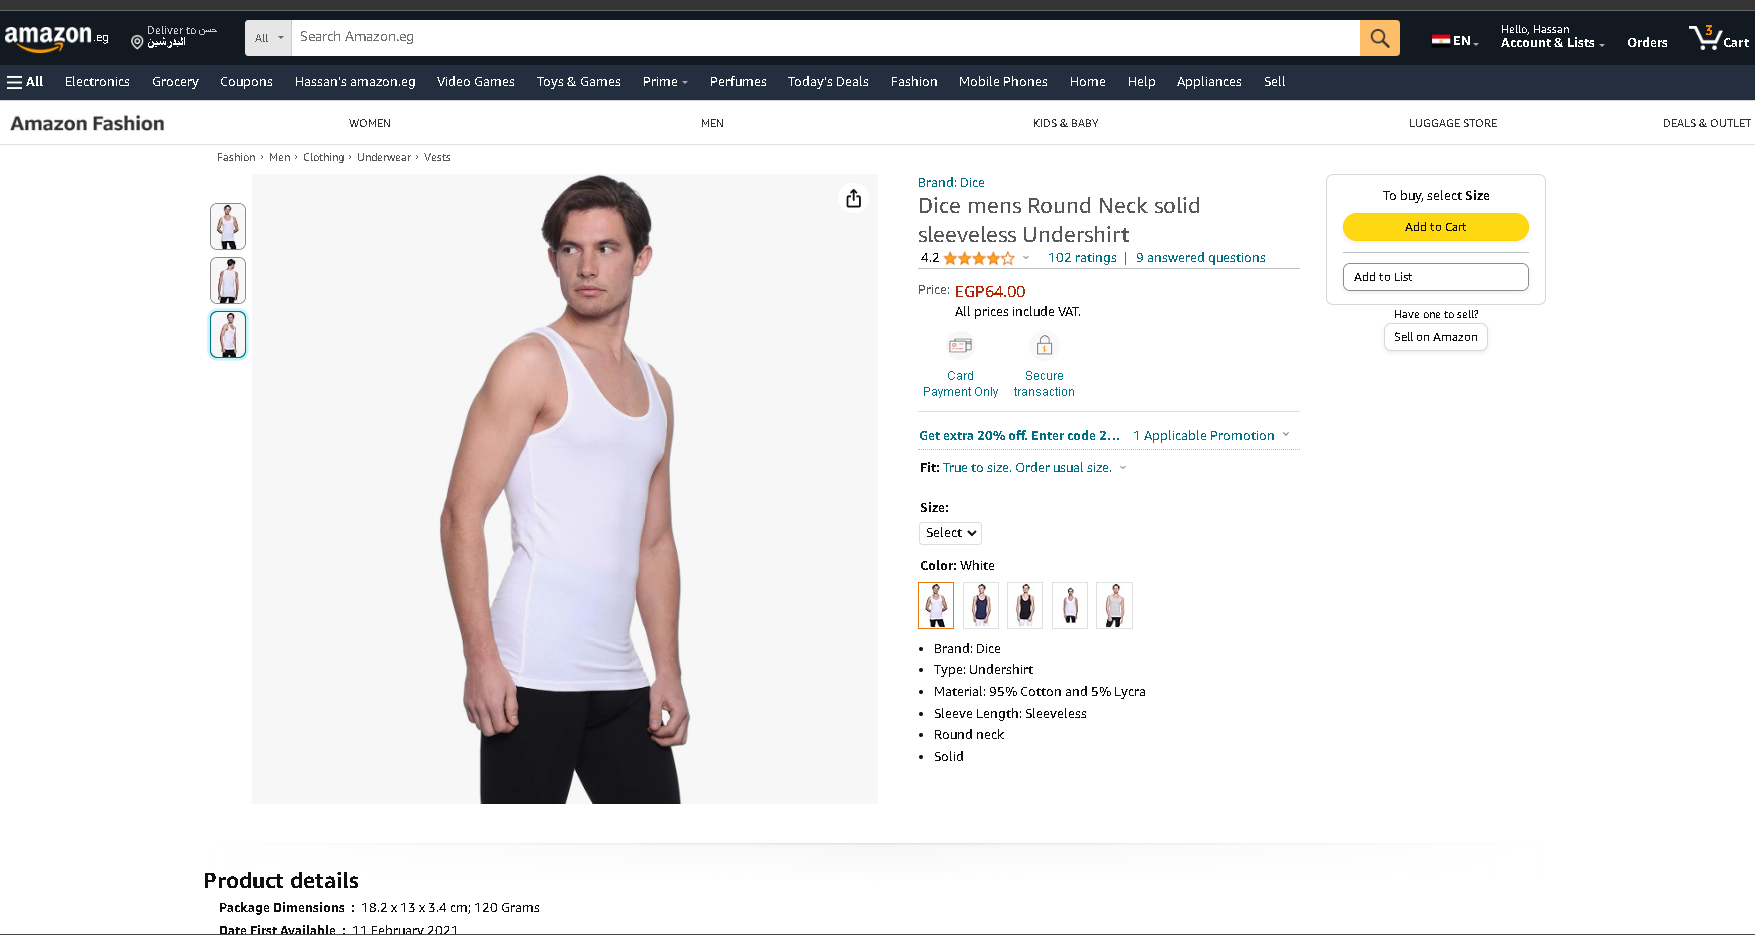 amazon.eg
Deliver to حسن
البدرشين
All
Search Amazon.eg
EN
Hello, Hassan
Account & Lists
Orders
3
Cart
All
Electronics
Grocery
Coupons
Hassan's amazon.eg
Video Games
Toys & Games
Prime
Perfumes
Today's Deals
Fashion
Mobile Phones
Home
Help
Appliances
Sell
Amazon Fashion
WOMEN
MEN
KIDS & BABY
LUGGAGE STORE
DEALS & OUTLET
Fashion › Men › Clothing › Underwear › Vests
Brand: Dice
Dice mens Round Neck solid
sleeveless Undershirt
4.2
102 ratings | 9 answered questions
Price: EGP64.00
All prices include VAT.
Card
Payment Only
Secure
transaction
Get extra 20% off. Enter code 2... 1 Applicable Promotion
Fit: True to size. Order usual size.
Size:
Select
Color: White
• Brand: Dice
• Type: Undershirt
• Material: 95% Cotton and 5% Lycra
• Sleeve Length: Sleeveless
• Round neck
• Solid
To buy, select Size
Add to Cart
Add to List
Have one to sell?
Sell on Amazon
Product details
Package Dimensions : 18.2 x 13 x 3.4 cm; 120 Grams
Date First Available : 11 February 2021